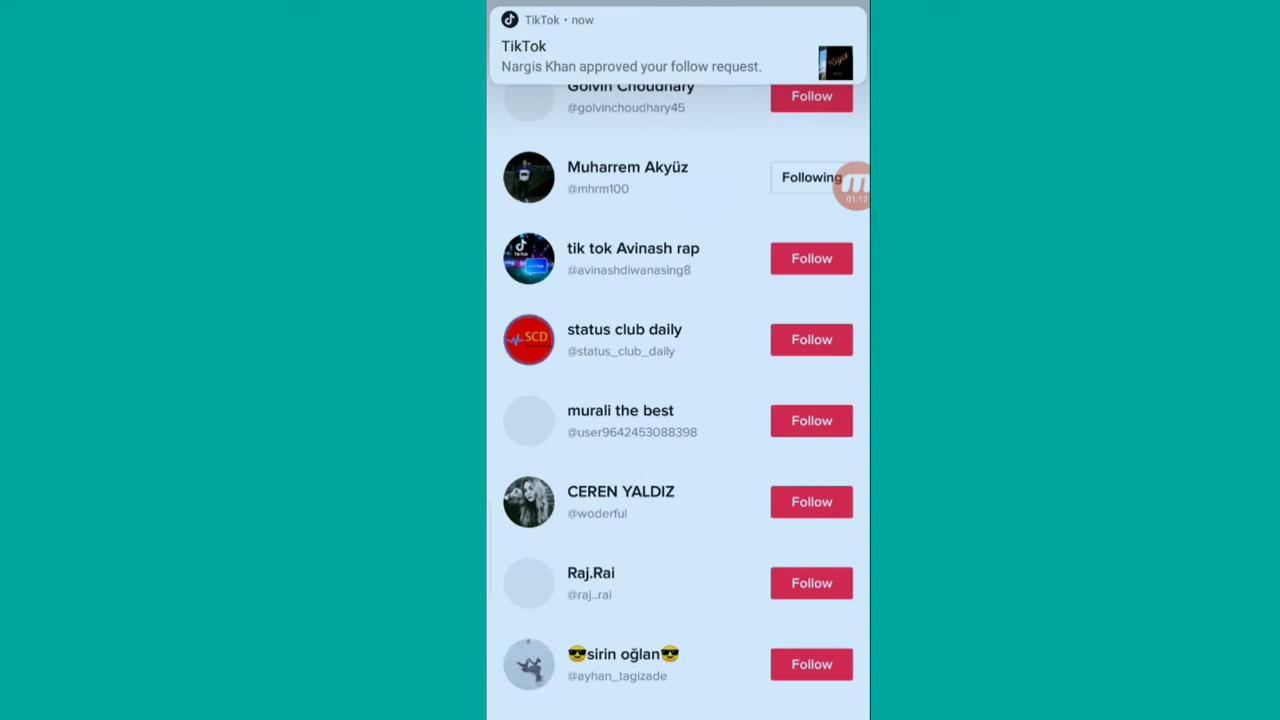 TikTok • now
TikTok
Nargis Khan approved your follow request.
Golvin Choudhary
@golvinchoudhary45
Follow
Muharrem Akyüz
@mhrm100
Following
01:12
tik tok Avinash rap
@avinashdiwanasing8
Follow
status club daily
@status_club_daily
Follow
SCD
murali the best
@user9642453088398
Follow
CEREN YALDIZ
@woderful
Follow
Raj.Rai
@raj..rai
Follow
😎sirin oğlan😎
@ayhan_tagizade
Follow